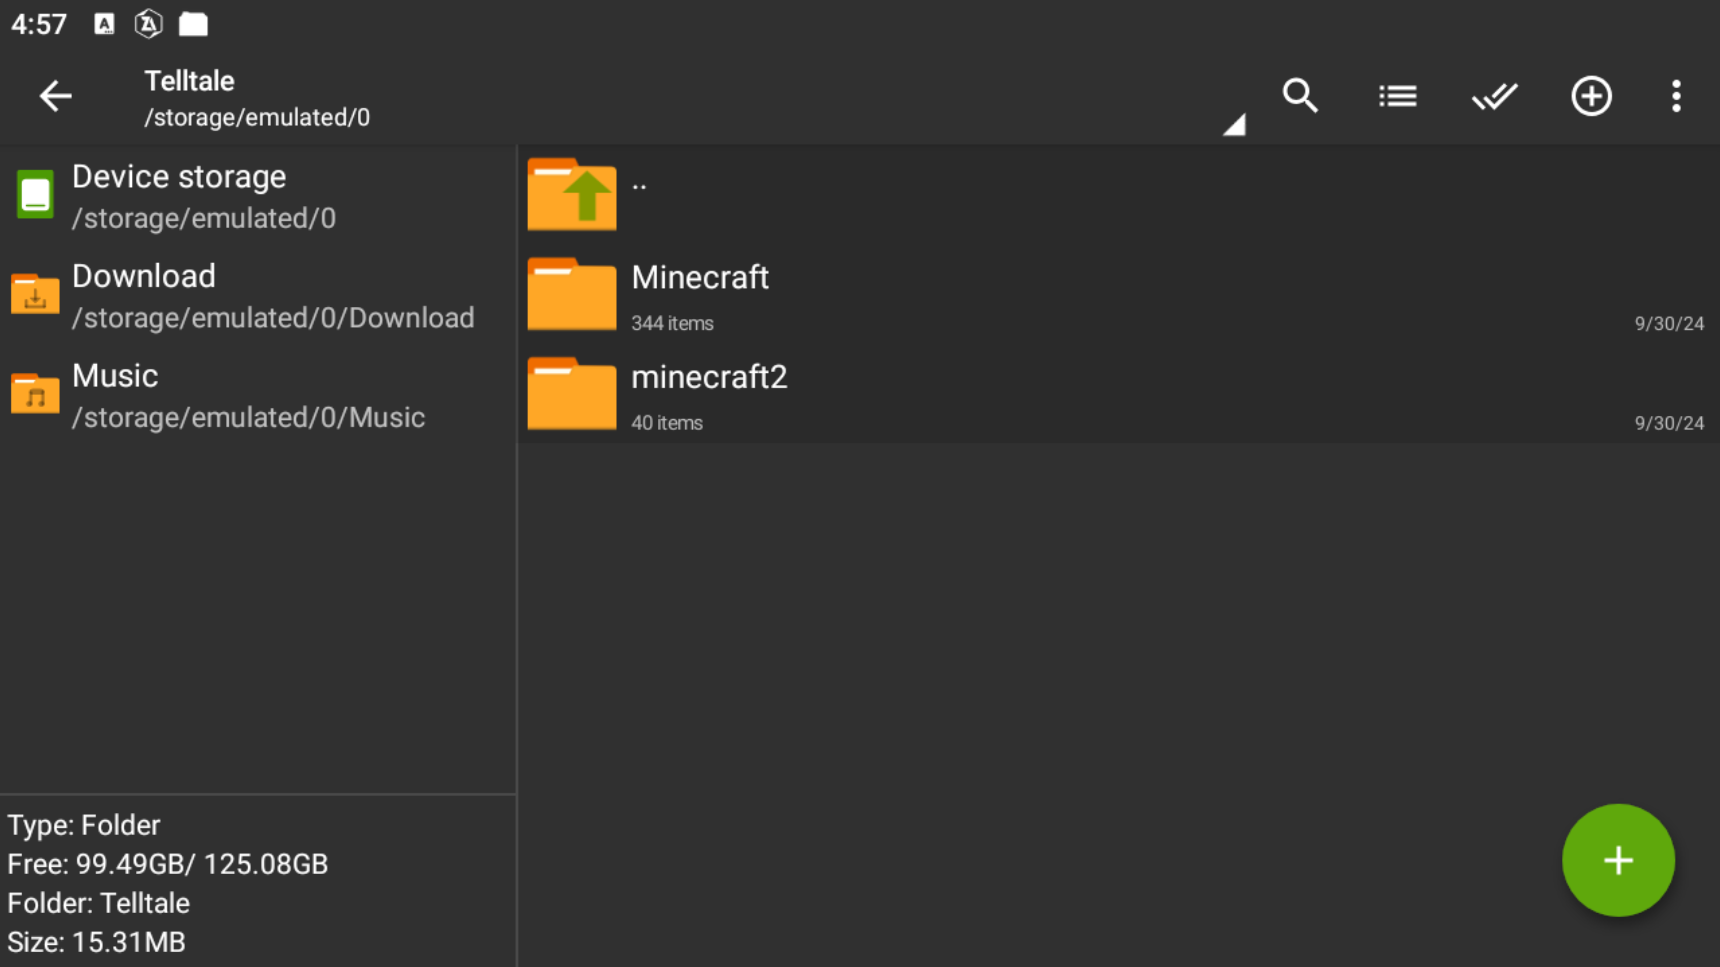 4:57
Telltale
/storage/emulated/0
Device storage
/storage/emulated/0
Download
/storage/emulated/0/Download
Music
/storage/emulated/0/Music
..
Minecraft
344 items
9/30/24
minecraft2
40 items
9/30/24
Type: Folder
Free: 99.49GB/ 125.08GB
Folder: Telltale
Size: 15.31MB